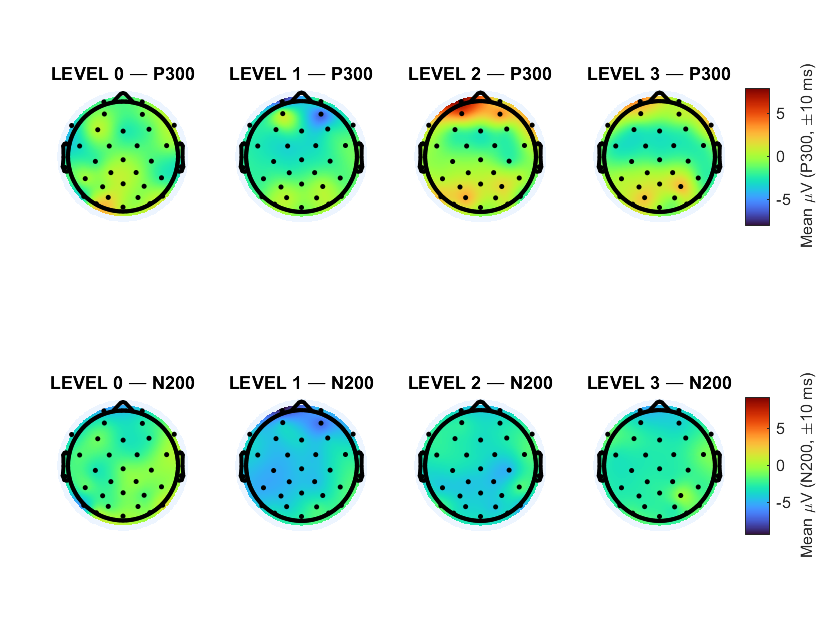 LEVEL 0 — P300
LEVEL 1 — P300
LEVEL 2 — P300
LEVEL 3 — P300
5
0
-5
Mean μV (P300, ±10 ms)
LEVEL 0 — N200
LEVEL 1 — N200
LEVEL 2 — N200
LEVEL 3 — N200
5
0
-5
Mean μV (N200, ±10 ms)